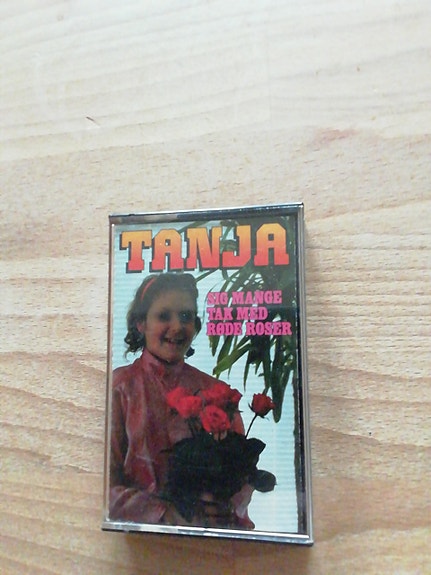 TANJA
SIG MANGE
TAK MED
RØDE ROSER